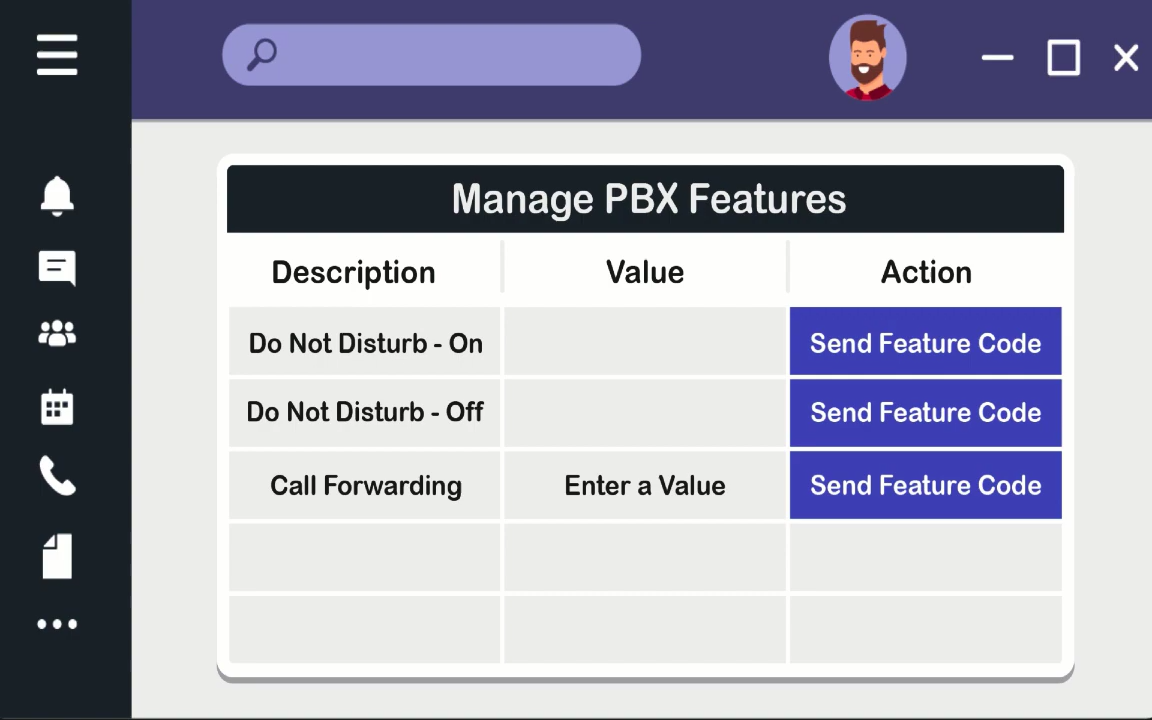 Manage PBX Features
Description Value Action
Do Not Disturb - On Send Feature Code
Do Not Disturb - Off Send Feature Code
Call Forwarding Enter a Value Send Feature Code